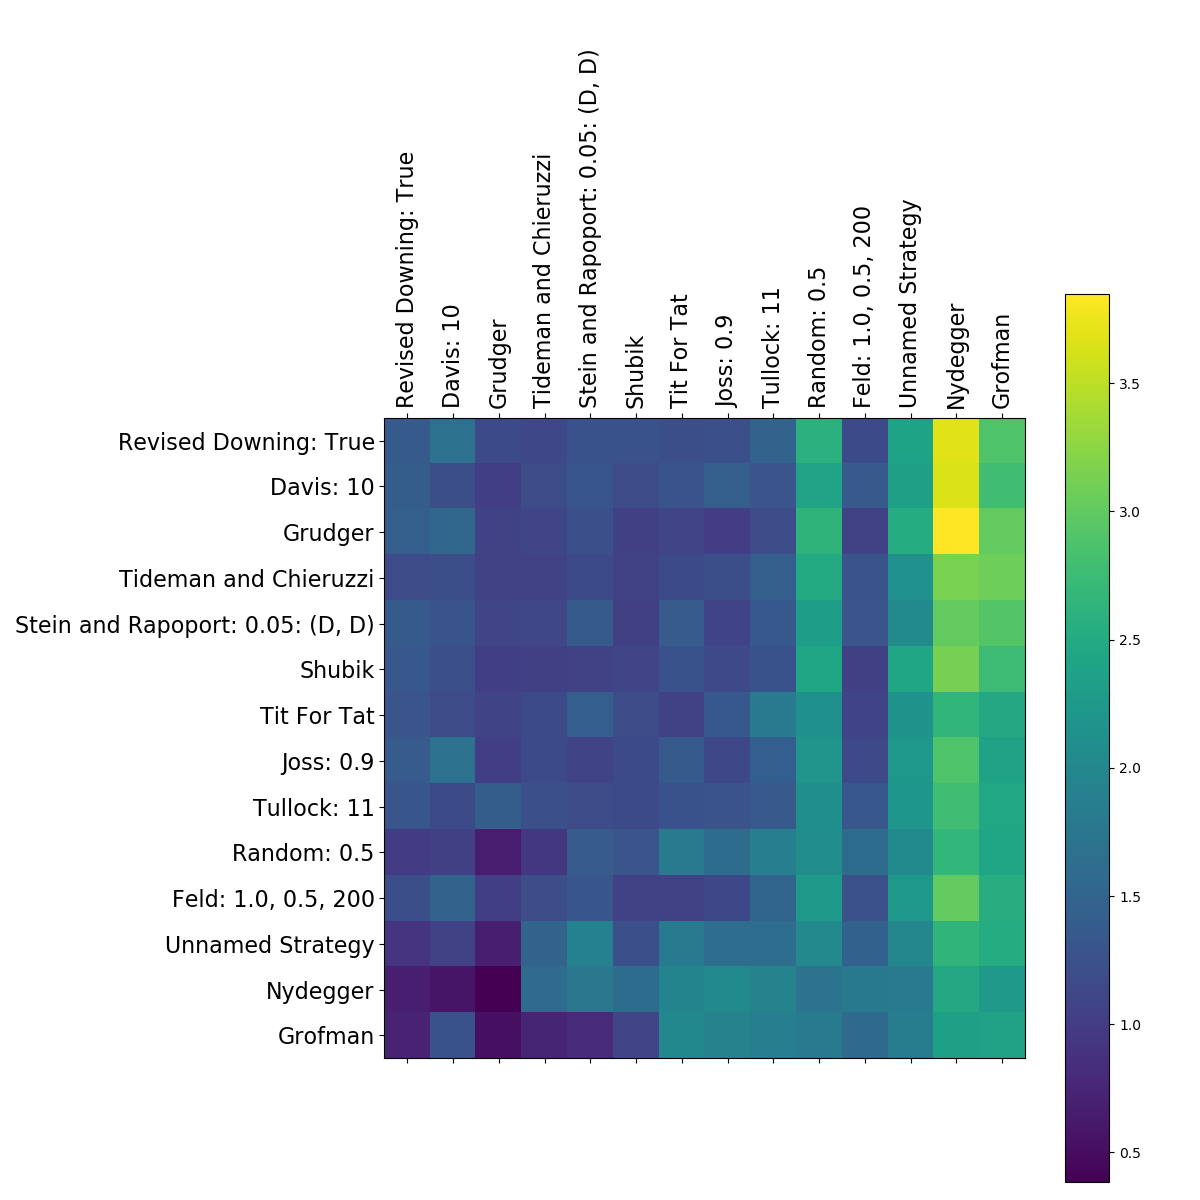 Revised Downing: True
Davis: 10
Grudger
Tideman and Chieruzzi
Stein and Rapoport: 0.05: (D, D)
Shubik
Tit For Tat
Joss: 0.9
Tullock: 11
Random: 0.5
Feld: 1.0, 0.5, 200
Unnamed Strategy
Nydegger
Grofman
Revised Downing: True
Davis: 10
Grudger
Tideman and Chieruzzi
Stein and Rapoport: 0.05: (D, D)
Shubik
Tit For Tat
Joss: 0.9
Tullock: 11
Random: 0.5
Feld: 1.0, 0.5, 200
Unnamed Strategy
Nydegger
Grofman
3.5
3.0
2.5
2.0
1.5
1.0
0.5